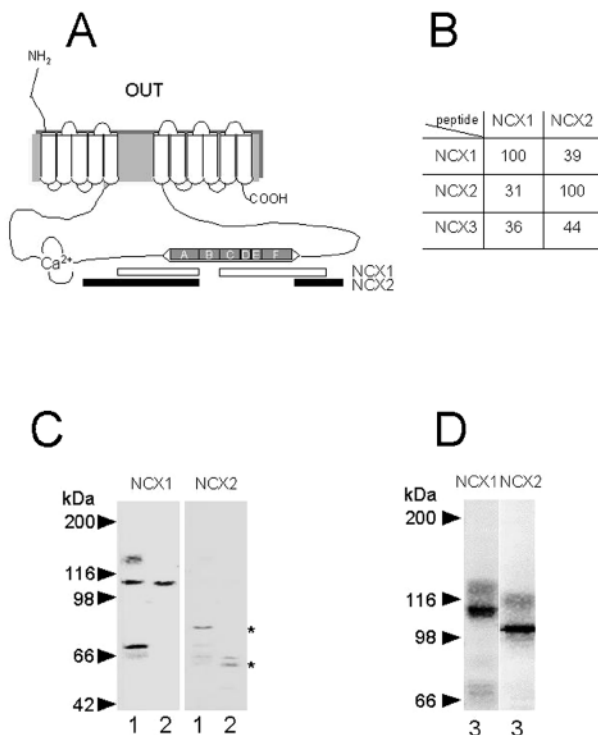 A
NH₂
OUT
COOH
Ca²⁺
A B C D E F
NCX1
NCX2
B
peptide NCX1 NCX2
NCX1 100 39
NCX2 31 100
NCX3 36 44
C
NCX1 NCX2
kDa
200
116
98
66
42
*
*
1 2 1 2
D
NCX1 NCX2
kDa
200
116
98
66
3 3